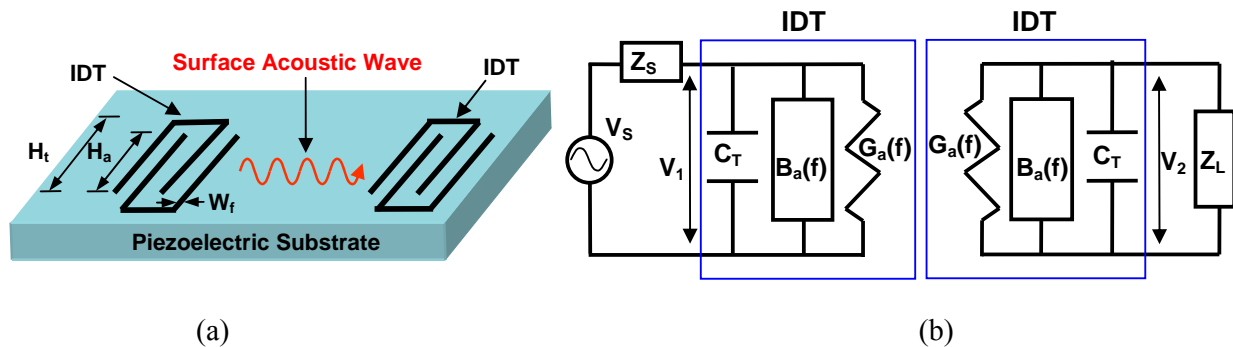 IDT
Surface Acoustic Wave
IDT
Ht
Ha
Wf
Piezoelectric Substrate
(a)
IDT
IDT
ZS
VS
V1
CT
Ba(f)
Ga(f)
Ga(f)
Ba(f)
CT
V2
ZL
(b)